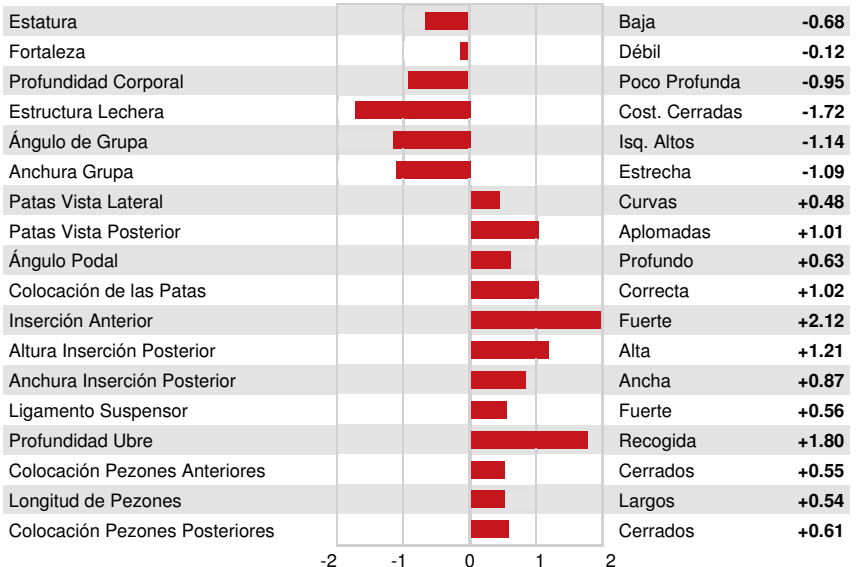 Estatura Baja -0.68
Fortaleza Débil -0.12
Profundidad Corporal Poco Profunda -0.95
Estructura Lechera Cost. Cerradas -1.72
Ángulo de Grupa Isq. Altos -1.14
Anchura Grupa Estrecha -1.09
Patas Vista Lateral Curvas +0.48
Patas Vista Posterior Aplomadas +1.01
Ángulo Podal Profundo +0.63
Colocación de las Patas Correcta +1.02
Inserción Anterior Fuerte +2.12
Altura Inserción Posterior Alta +1.21
Anchura Inserción Posterior Ancha +0.87
Ligamento Suspensor Fuerte +0.56
Profundidad Ubre Recogida +1.80
Colocación Pezones Anteriores Cerrados +0.55
Longitud de Pezones Largos +0.54
Colocación Pezones Posteriores Cerrados +0.61
-2 -1 0 1 2